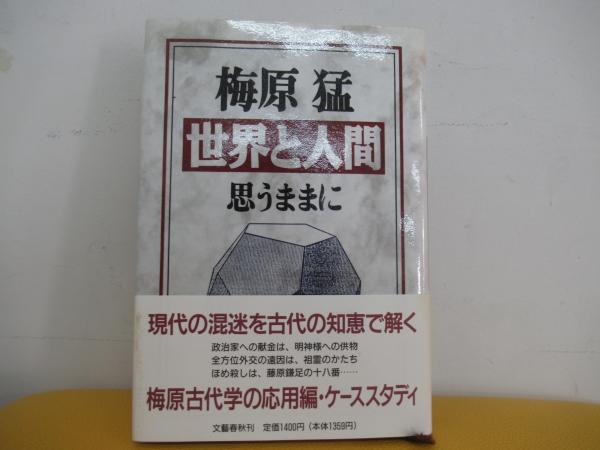 梅原 猛
世界と人間
思うままに
現代の混迷を古代の知恵で解く
政治家への献金は、明神様への供物
全方位外交の遠因は、祖霊のかたち
ほめ殺しは、藤原鎌足の十八番……
梅原古代学の応用編・ケーススタディ
文藝春秋刊 定価1400円(本体1359円)